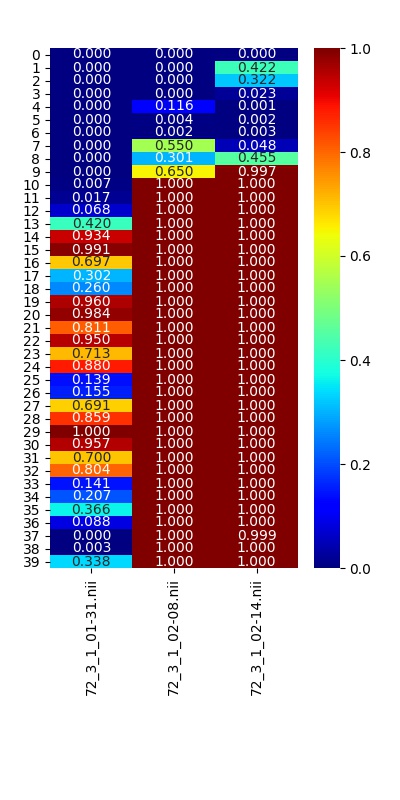 0 0.000 0.000 0.000
1 0.000 0.000 0.422
2 0.000 0.000 0.322
3 0.000 0.000 0.023
4 0.000 0.116 0.001
5 0.000 0.004 0.002
6 0.000 0.002 0.003
7 0.000 0.550 0.048
8 0.000 0.301 0.455
9 0.000 0.650 0.997
10 0.007 1.000 1.000
11 0.017 1.000 1.000
12 0.068 1.000 1.000
13 0.420 1.000 1.000
14 0.934 1.000 1.000
15 0.991 1.000 1.000
16 0.697 1.000 1.000
17 0.302 1.000 1.000
18 0.260 1.000 1.000
19 0.960 1.000 1.000
20 0.984 1.000 1.000
21 0.811 1.000 1.000
22 0.950 1.000 1.000
23 0.713 1.000 1.000
24 0.880 1.000 1.000
25 0.139 1.000 1.000
26 0.155 1.000 1.000
27 0.691 1.000 1.000
28 0.859 1.000 1.000
29 1.000 1.000 1.000
30 0.957 1.000 1.000
31 0.700 1.000 1.000
32 0.804 1.000 1.000
33 0.141 1.000 1.000
34 0.207 1.000 1.000
35 0.366 1.000 1.000
36 0.088 1.000 1.000
37 0.000 1.000 0.999
38 0.003 1.000 1.000
39 0.338 1.000 1.000
72_3_1_01-31.nii
72_3_1_02-08.nii
72_3_1_02-14.nii
1.0
0.8
0.6
0.4
0.2
0.0